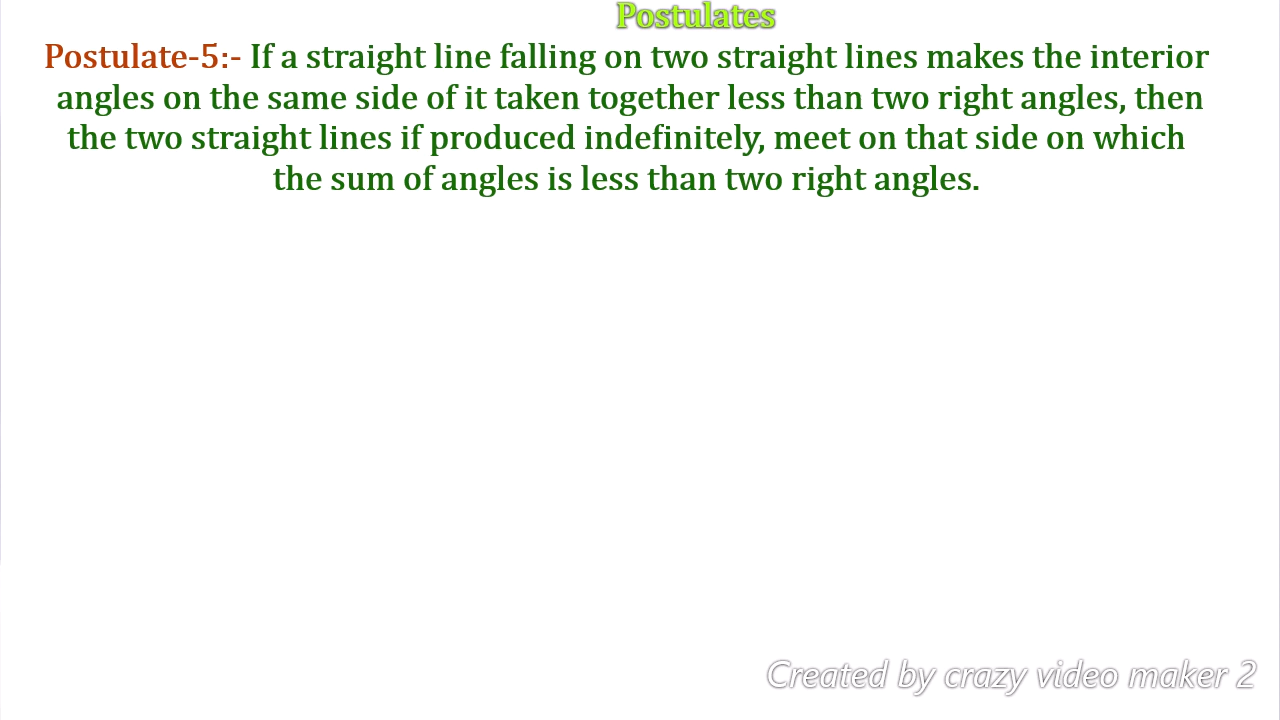 Postulates
Postulate-5:- If a straight line falling on two straight lines makes the interior
angles on the same side of it taken together less than two right angles, then
the two straight lines if produced indefinitely, meet on that side on which
the sum of angles is less than two right angles.
Created by crazy video maker 2